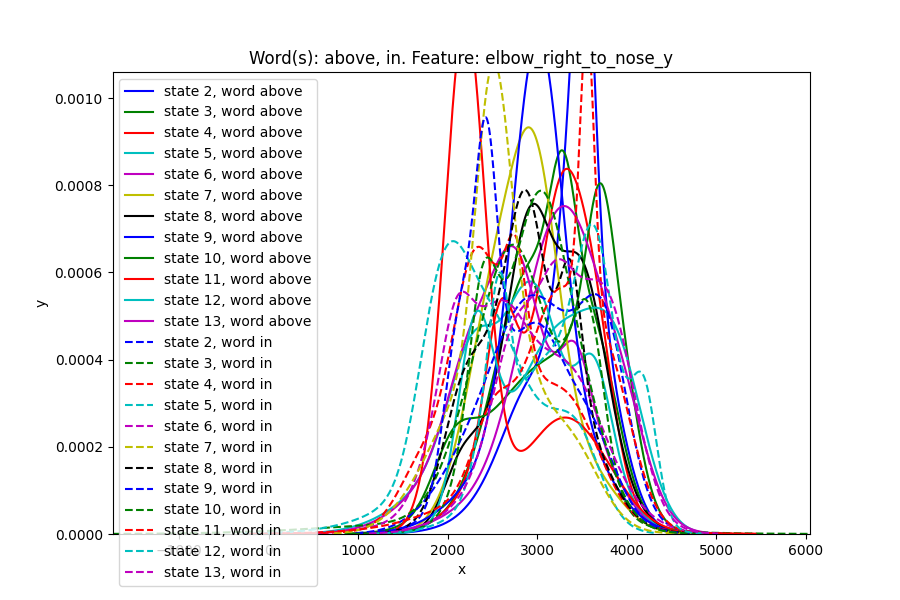 Word(s): above, in. Feature: elbow_right_to_nose_y
y
0.0010
0.0008
0.0006
0.0004
0.0002
0.0000
state 2, word above
state 3, word above
state 4, word above
state 5, word above
state 6, word above
state 7, word above
state 8, word above
state 9, word above
state 10, word above
state 11, word above
state 12, word above
state 13, word above
state 2, word in
state 3, word in
state 4, word in
state 5, word in
state 6, word in
state 7, word in
state 8, word in
state 9, word in
state 10, word in
state 11, word in
state 12, word in
state 13, word in
0 1000 2000 3000 4000 5000 6000
x